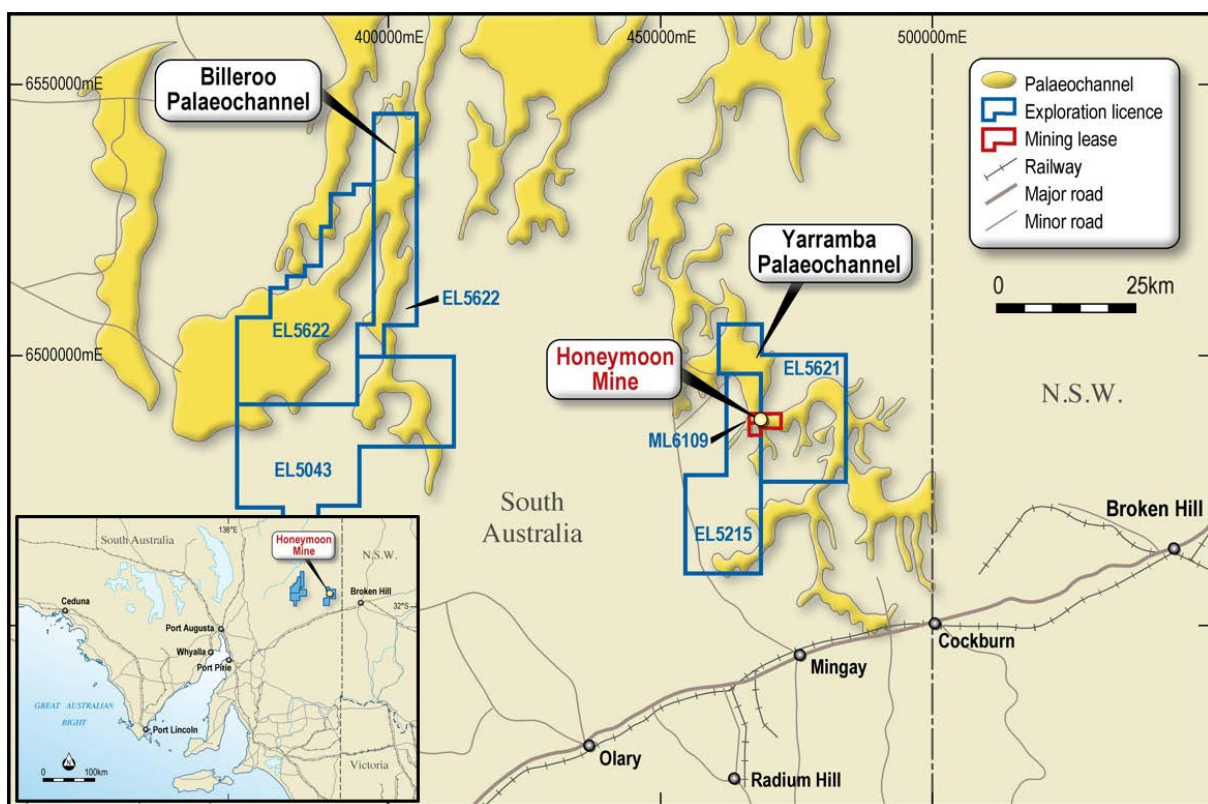 400000mE
450000mE
500000mE
6550000mE
6500000mE
Billeroo
Palaeochannel
Palaeochannel
Exploration licence
Mining lease
Railway
Major road
Minor road
0
25km
Yarramba
Palaeochannel
EL5622
EL5622
Honeymoon
Mine
EL5621
N.S.W.
ML6109
EL5043
South
Australia
EL5215
Broken Hill
Cockburn
Mingay
Olary
Radium Hill
138°E
South Australia
Honeymoon
Mine
N.S.W.
Ceduna
Broken Hill
32°S
Port Augusta
Whyalla
Port Pirie
GREAT AUSTRALIAN
BIGHT
Port Lincoln
N
0
100km
Victoria